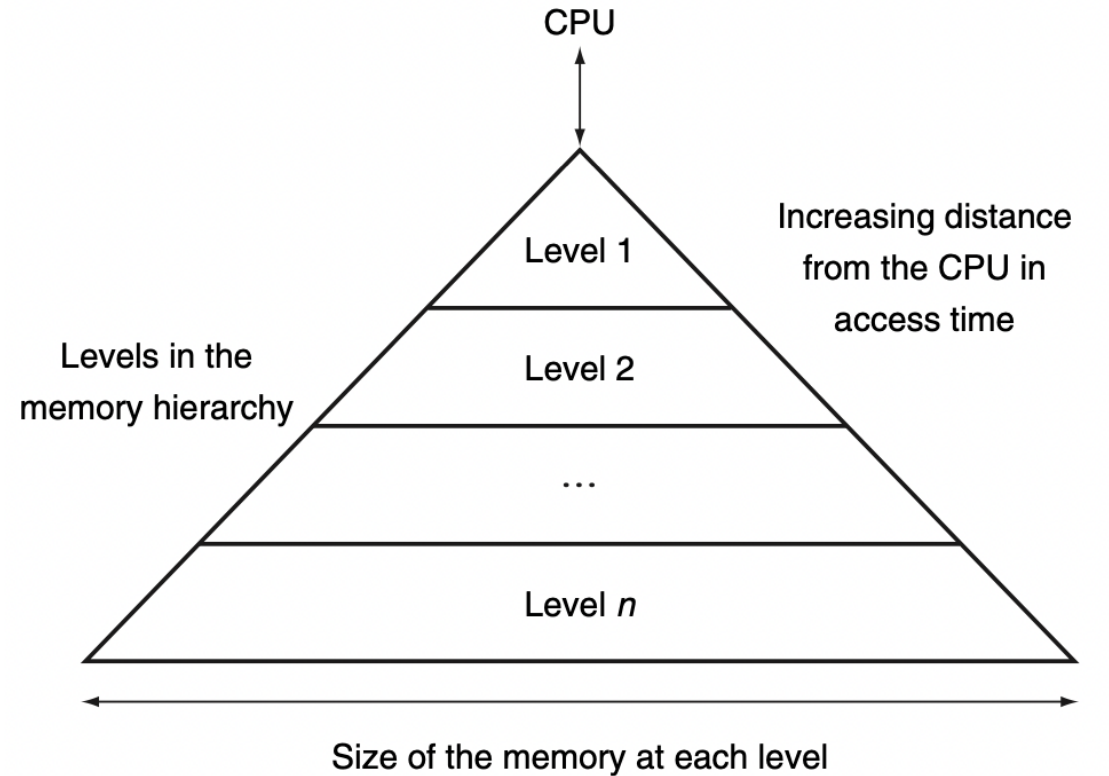 CPU
Level 1
Increasing distance
from the CPU in
access time
Levels in the
memory hierarchy
Level 2
...
Level n
Size of the memory at each level